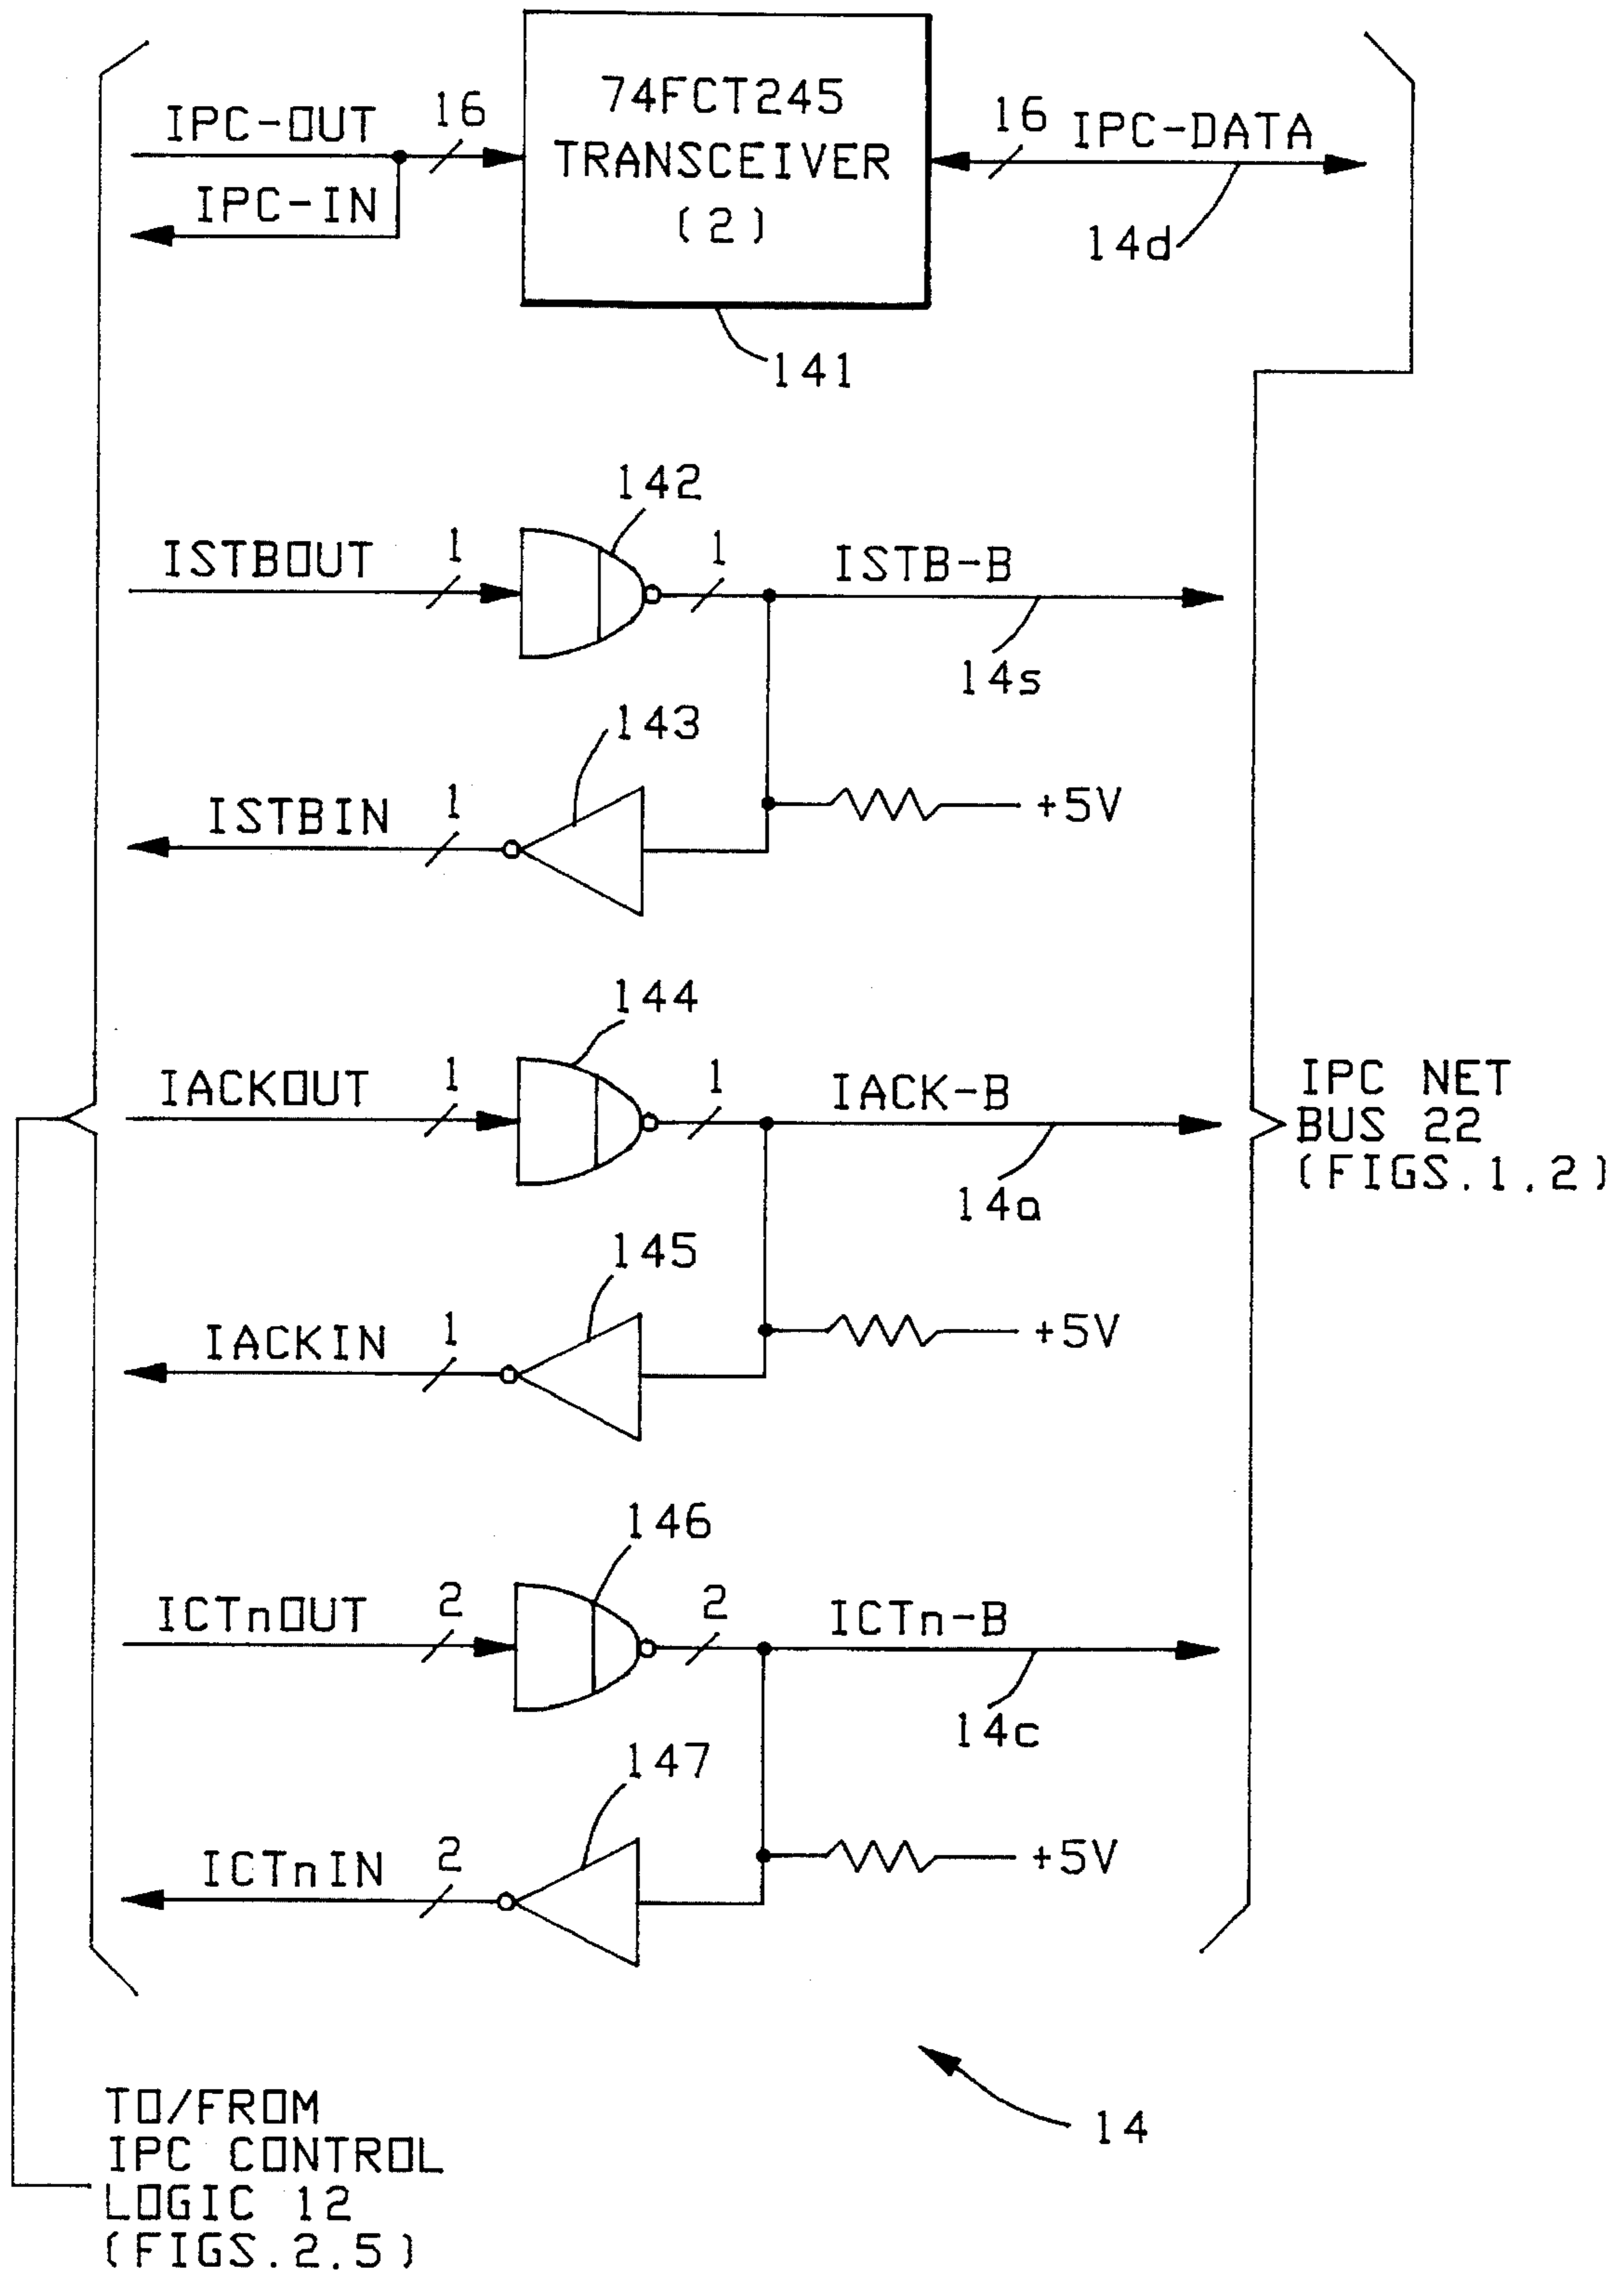 74FCT245
TRANSCEIVER
(2)
IPC-OUT
16
IPC-IN
16
IPC-DATA
14d
141
142
ISTBOUT
1
1
ISTB-B
14s
143
ISTBIN
1
+5V
144
IACKOUT
1
1
IACK-B
14a
IPC NET
BUS 22
(FIGS.1,2)
145
IACKIN
1
+5V
146
ICTnOUT
2
2
ICTn-B
14c
147
ICTnIN
2
+5V
14
TO/FROM
IPC CONTROL
LOGIC 12
(FIGS.2.5)